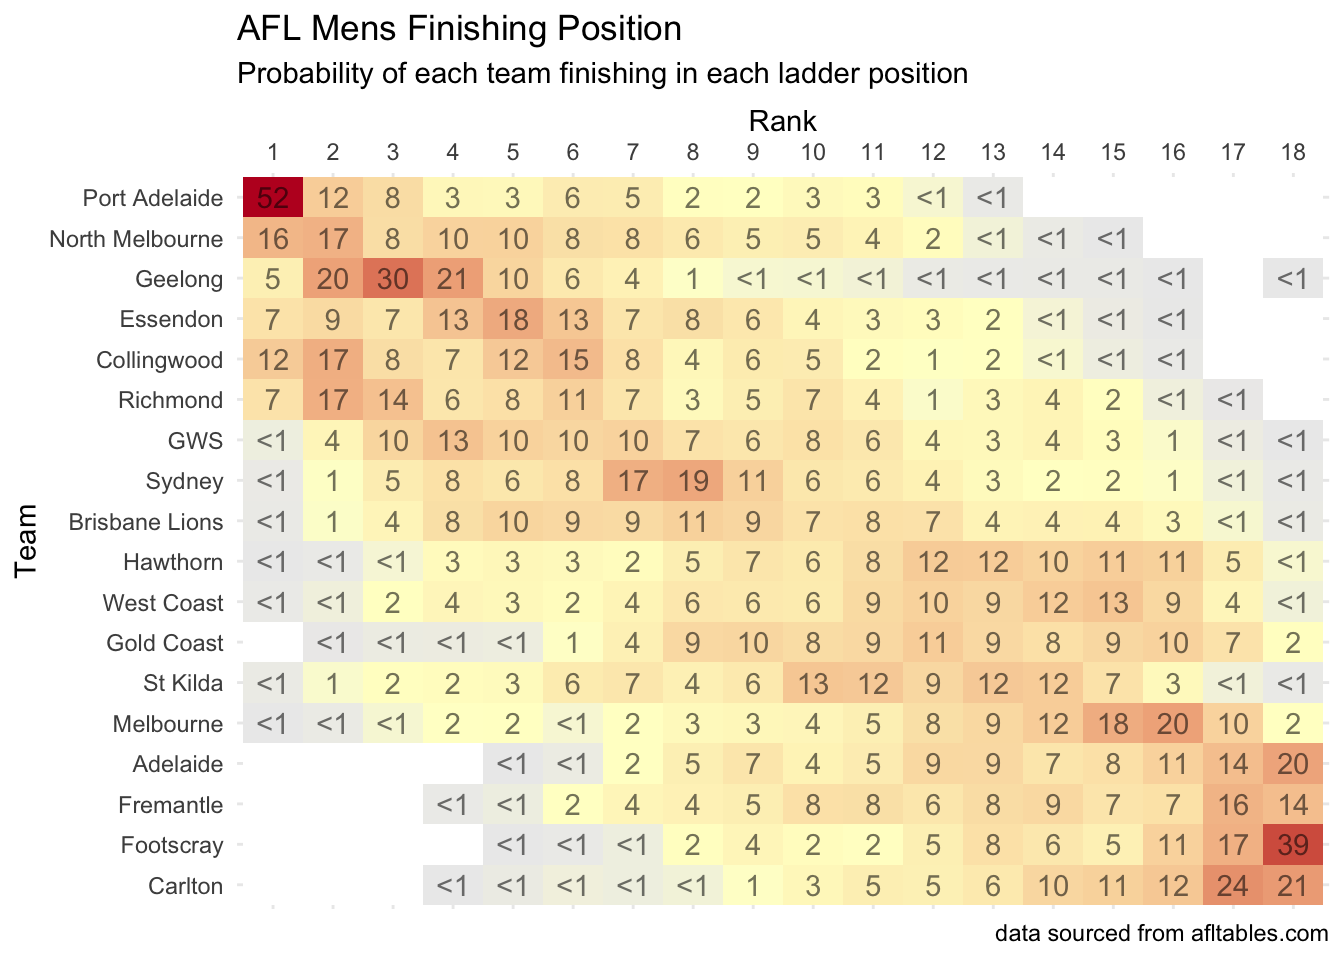 AFL Mens Finishing Position
Probability of each team finishing in each ladder position
Rank
1 2 3 4 5 6 7 8 9 10 11 12 13 14 15 16 17 18
Team
Port Adelaide 52 12 8 3 3 6 5 2 2 3 3 <1 <1
North Melbourne 16 17 8 10 10 8 8 6 5 5 4 2 <1 <1 <1
Geelong 5 20 30 21 10 6 4 1 <1 <1 <1 <1 <1 <1 <1 <1 <1
Essendon 7 9 7 13 18 13 7 8 6 4 3 3 2 <1 <1 <1
Collingwood 12 17 8 7 12 15 8 4 6 5 2 1 2 <1 <1 <1
Richmond 7 17 14 6 8 11 7 3 5 7 4 1 3 4 2 <1 <1
GWS <1 4 10 13 10 10 10 7 6 8 6 4 3 4 3 1 <1 <1
Sydney <1 1 5 8 6 8 17 19 11 6 6 4 3 2 2 1 <1 <1
Brisbane Lions <1 1 4 8 10 9 9 11 9 7 8 7 4 4 4 3 <1 <1
Hawthorn <1 <1 <1 3 3 3 2 5 7 6 8 12 12 10 11 11 5 <1
West Coast <1 <1 2 4 3 2 4 6 6 6 9 10 9 12 13 9 4 <1
Gold Coast <1 <1 <1 <1 1 4 9 10 8 9 11 9 8 9 10 7 2
St Kilda <1 1 2 2 3 6 7 4 6 13 12 9 12 12 7 3 <1 <1
Melbourne <1 <1 <1 2 2 <1 2 3 3 4 5 8 9 12 18 20 10 2
Adelaide <1 <1 2 5 7 4 5 9 9 7 8 11 14 20
Fremantle <1 <1 2 4 4 5 8 8 6 8 9 7 7 16 14
Footscray <1 <1 <1 2 4 2 2 5 8 6 5 11 17 39
Carlton <1 <1 <1 <1 <1 1 3 5 5 6 10 11 12 24 21
data sourced from afltables.com